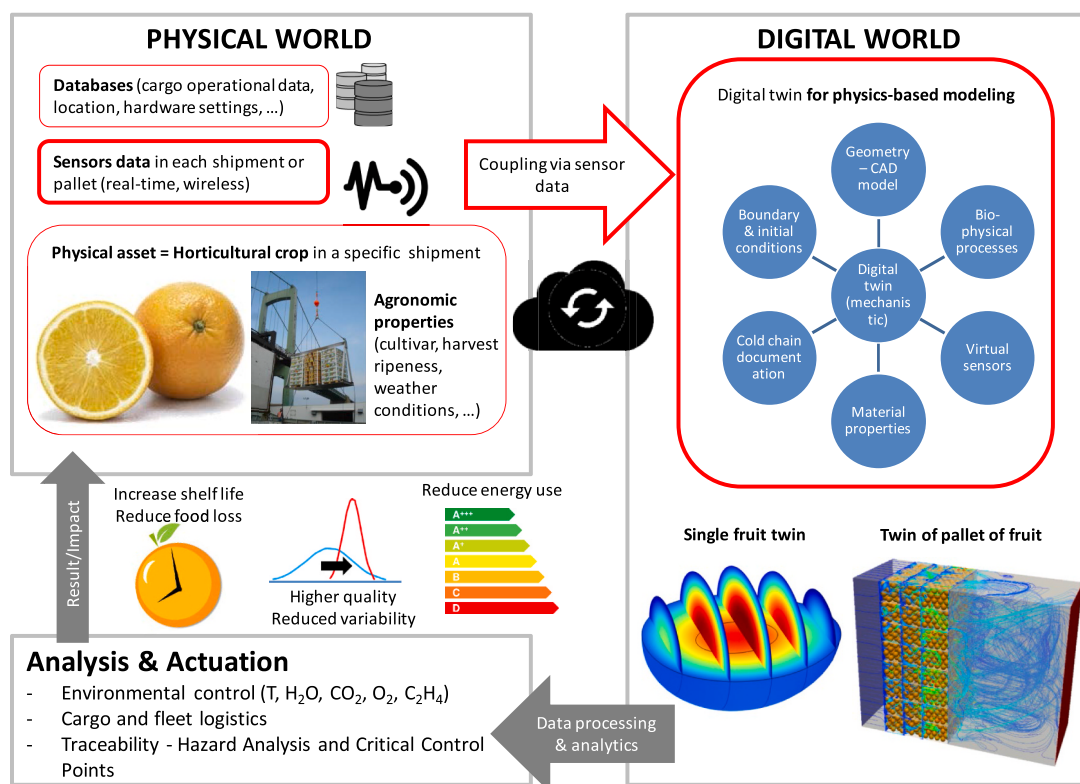 PHYSICAL WORLD
Databases (cargo operational data,
location, hardware settings, ...)
Sensors data in each shipment or
pallet (real-time, wireless)
Physical asset = Horticultural crop in a specific shipment
Agronomic
properties
(cultivar, harvest
ripeness,
weather
conditions, ...)
Coupling via sensor
data
DIGITAL WORLD
Digital twin for physics-based modeling
Geometry
– CAD
model
Boundary
& initial
conditions
Bio-
physical
processes
Digital
twin
(mechanis
tic)
Cold chain
document
ation
Virtual
sensors
Material
properties
Result/Impact
Increase shelf life
Reduce food loss
Higher quality
Reduced variability
Reduce energy use
A+++
A++
A+
A
B
C
D
Single fruit twin
Twin of pallet of fruit
Analysis & Actuation
- Environmental control (T, H₂O, CO₂, O₂, C₂H₄)
- Cargo and fleet logistics
- Traceability - Hazard Analysis and Critical Control
Points
Data processing
& analytics